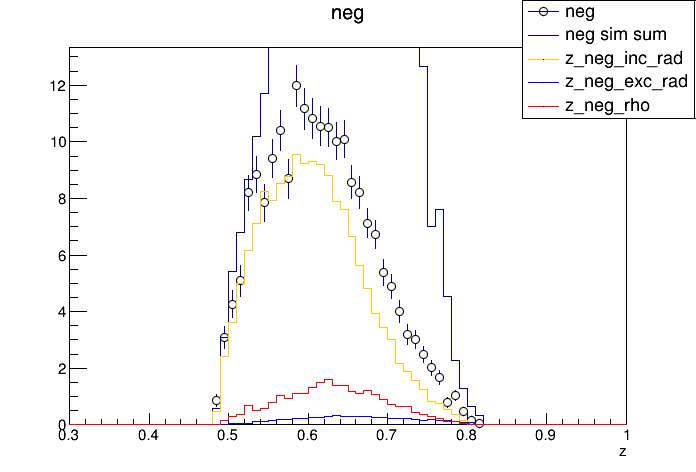 neg
neg
neg sim sum
z_neg_inc_rad
z_neg_exc_rad
z_neg_rho
12
10
8
6
4
2
0
0.3 0.4 0.5 0.6 0.7 0.8 0.9 1
z